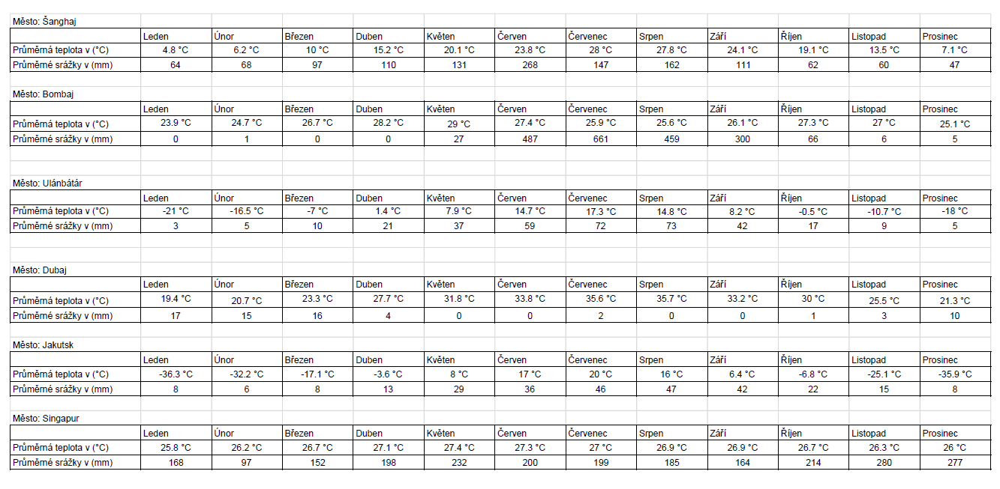 Město: Šanghaj
Leden Únor Březen Duben Květen Červen Červenec Srpen Září Říjen Listopad Prosinec
Průměrná teplota v (°C) 4.8 °C 6.2 °C 10 °C 15.2 °C 20.1 °C 23.8 °C 28 °C 27.8 °C 24.1 °C 19.1 °C 13.5 °C 7.1 °C
Průměrné srážky v (mm) 64 68 97 110 131 268 147 162 111 62 60 47
Město: Bombaj
Leden Únor Březen Duben Květen Červen Červenec Srpen Září Říjen Listopad Prosinec
Průměrná teplota v (°C) 23.9 °C 24.7 °C 26.7 °C 28.2 °C 29 °C 27.4 °C 25.9 °C 25.6 °C 26.1 °C 27.3 °C 27 °C 25.1 °C
Průměrné srážky v (mm) 0 1 0 0 27 487 661 459 300 66 6 5
Město: Ulánbátár
Leden Únor Březen Duben Květen Červen Červenec Srpen Září Říjen Listopad Prosinec
Průměrná teplota v (°C) -21 °C -16.5 °C -7 °C 1.4 °C 7.9 °C 14.7 °C 17.3 °C 14.8 °C 8.2 °C -0.5 °C -10.7 °C -18 °C
Průměrné srážky v (mm) 3 5 10 21 37 59 72 73 42 17 9 5
Město: Dubaj
Leden Únor Březen Duben Květen Červen Červenec Srpen Září Říjen Listopad Prosinec
Průměrná teplota v (°C) 19.4 °C 20.7 °C 23.3 °C 27.7 °C 31.8 °C 33.8 °C 35.6 °C 35.7 °C 33.2 °C 30 °C 25.5 °C 21.3 °C
Průměrné srážky v (mm) 17 15 16 4 0 0 2 0 0 1 3 10
Město: Jakutsk
Leden Únor Březen Duben Květen Červen Červenec Srpen Září Říjen Listopad Prosinec
Průměrná teplota v (°C) -36.3 °C -32.2 °C -17.1 °C -3.6 °C 8 °C 17 °C 20 °C 16 °C 6.4 °C -6.8 °C -25.1 °C -35.9 °C
Průměrné srážky v (mm) 8 6 8 13 29 36 46 47 42 22 15 8
Město: Singapur
Leden Únor Březen Duben Květen Červen Červenec Srpen Září Říjen Listopad Prosinec
Průměrná teplota v (°C) 25.8 °C 26.2 °C 26.7 °C 27.1 °C 27.4 °C 27.3 °C 27 °C 26.9 °C 26.9 °C 26.7 °C 26.3 °C 26 °C
Průměrné srážky v (mm) 168 97 152 198 232 200 199 185 164 214 280 277